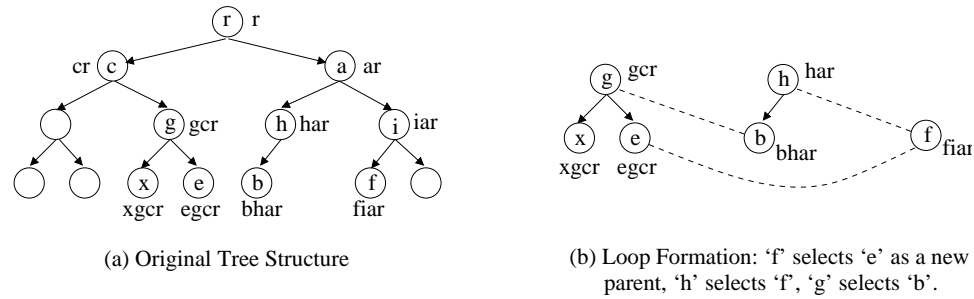 r r
cr c a ar
g gcr h har i iar
x e b f
xgcr egcr bhar fiar
(a) Original Tree Structure
g gcr h har
x e b f
xgcr egcr bhar fiar
(b) Loop Formation: ‘f’ selects ‘e’ as a new
parent, ‘h’ selects ‘f’, ‘g’ selects ‘b’.